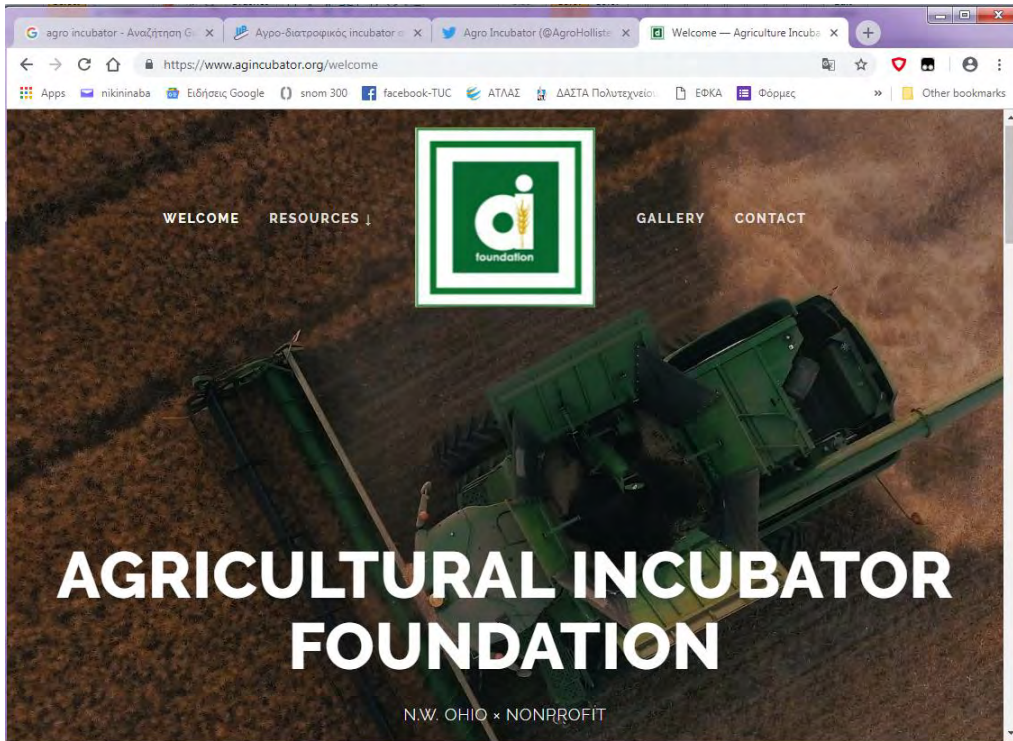 agro incubator - Αναζήτηση G
Αγρο-διατροφικός incubator
Agro Incubator (@AgroHolliste
Welcome — Agriculture Incuba
https://www.agincubator.org/welcome
Apps
nikininaba
Ειδήσεις Google
snom 300
facebook-TUC
ΑΤΛΑΣ
ΔΑΣΤΑ Πολυτεχνείο
ΕΦΚΑ
Φόρμες
»
Other bookmarks
WELCOME
RESOURCES ↓
ai
foundation
GALLERY
CONTACT
AGRICULTURAL INCUBATOR
FOUNDATION
N.W. OHIO × NONPROFIT